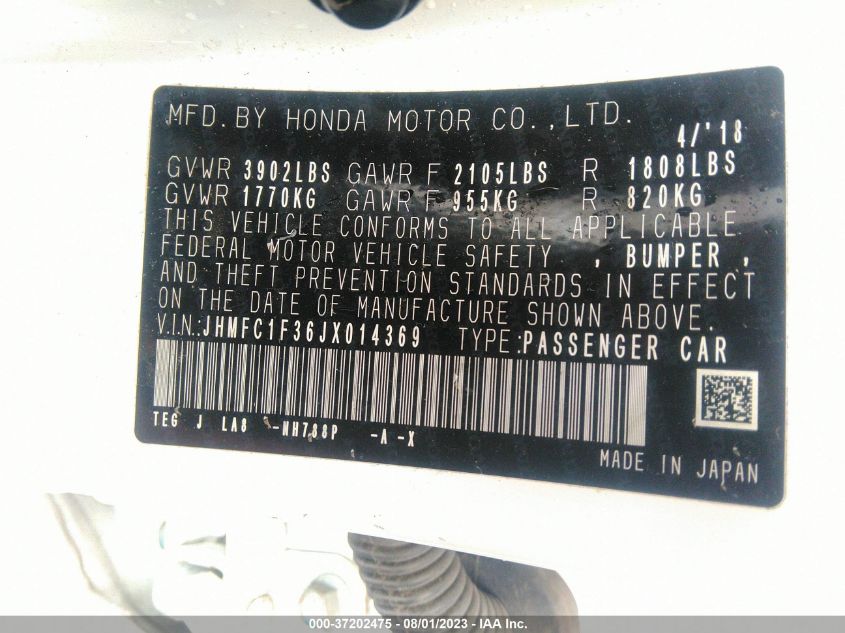 MFD. BY HONDA MOTOR CO., LTD. 4/'18
GVWR 3902LBS GAWR F 2105LBS R 1808LBS
GVWR 1770KG GAWR F 955KG R 820KG
THIS VEHICLE CONFORMS TO ALL APPLICABLE
FEDERAL MOTOR VEHICLE SAFETY , BUMPER ,
AND THEFT PREVENTION STANDARDS IN EFFECT
ON THE DATE OF MANUFACTURE SHOWN ABOVE.
V.I.N.:JHMFC1F36JX014369 TYPE:PASSENGER CAR
TEG J LA8 -NH788P -A -X
MADE IN JAPAN
000-37202475 - 08/01/2023 - IAA Inc.